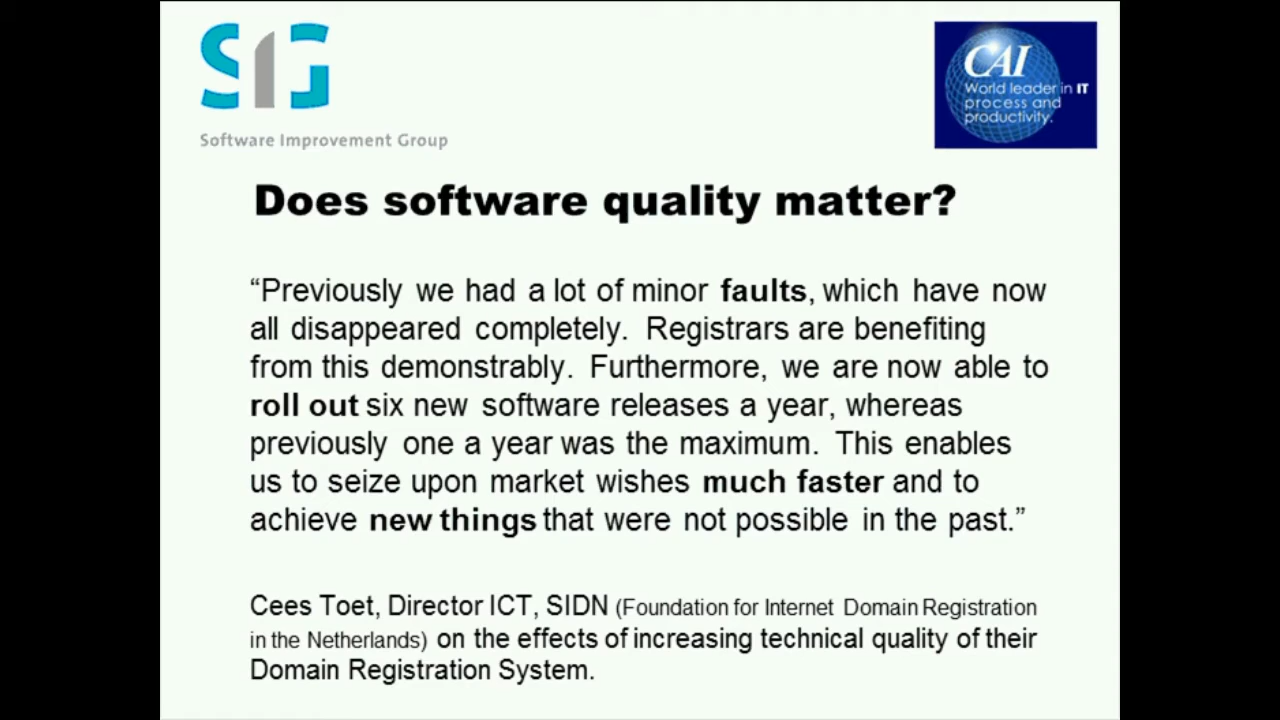 SIG
Software Improvement Group
CAI
World leader in IT
process and
productivity.
Does software quality matter?
“Previously we had a lot of minor faults, which have now
all disappeared completely. Registrars are benefiting
from this demonstrably. Furthermore, we are now able to
roll out six new software releases a year, whereas
previously one a year was the maximum. This enables
us to seize upon market wishes much faster and to
achieve new things that were not possible in the past.”
Cees Toet, Director ICT, SIDN (Foundation for Internet Domain Registration
in the Netherlands) on the effects of increasing technical quality of their
Domain Registration System.